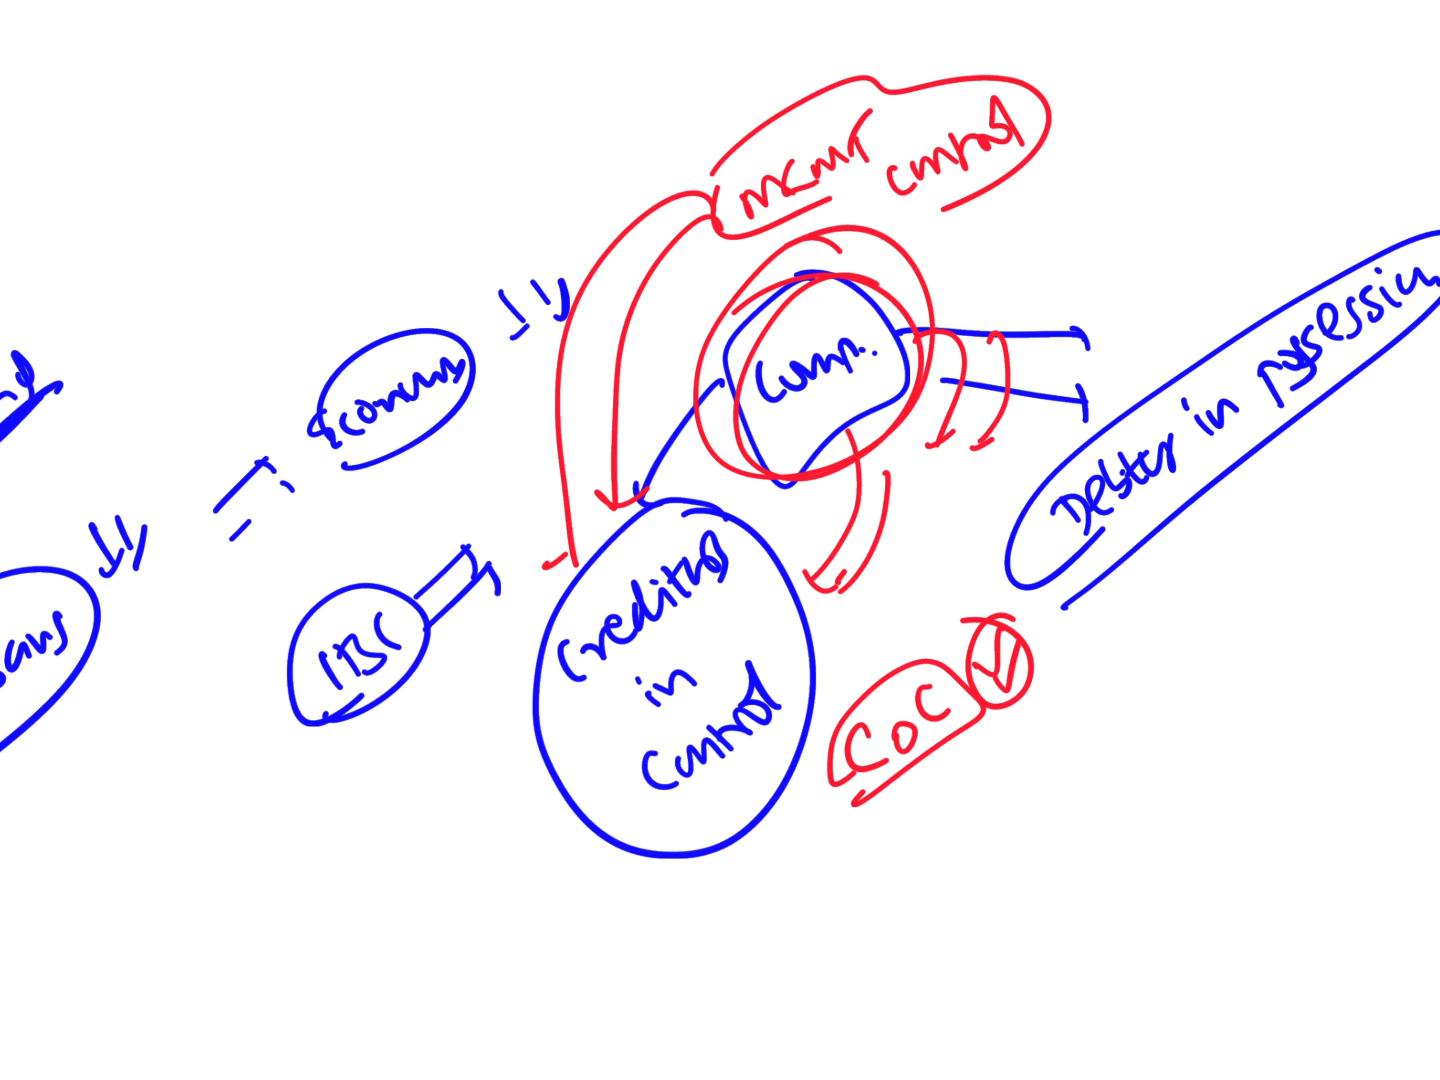 mgmt control
Comp.
Debtor in possession
Economy
IBC
Creditors
in
Control
CoC